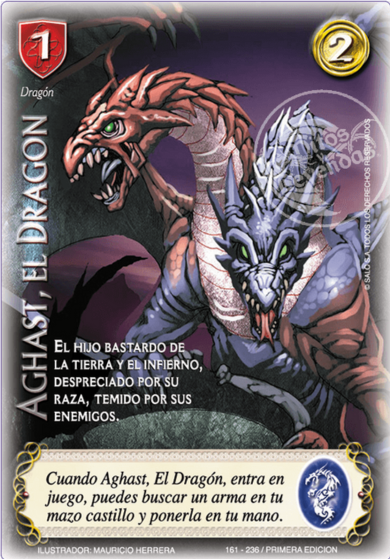 1
2
Dragón
AGHAST, EL DRAGON
© SALO S.A. TODOS LOS DERECHOS RESERVADOS
EL HIJO BASTARDO DE
LA TIERRA Y EL INFIERNO,
DESPRECIADO POR SU
RAZA, TEMIDO POR SUS
ENEMIGOS.
Cuando Aghast, El Dragón, entra en
juego, puedes buscar un arma en tu
mazo castillo y ponerla en tu mano.
ILUSTRADOR: MAURICIO HERRERA
161 - 236 / PRIMERA EDICION